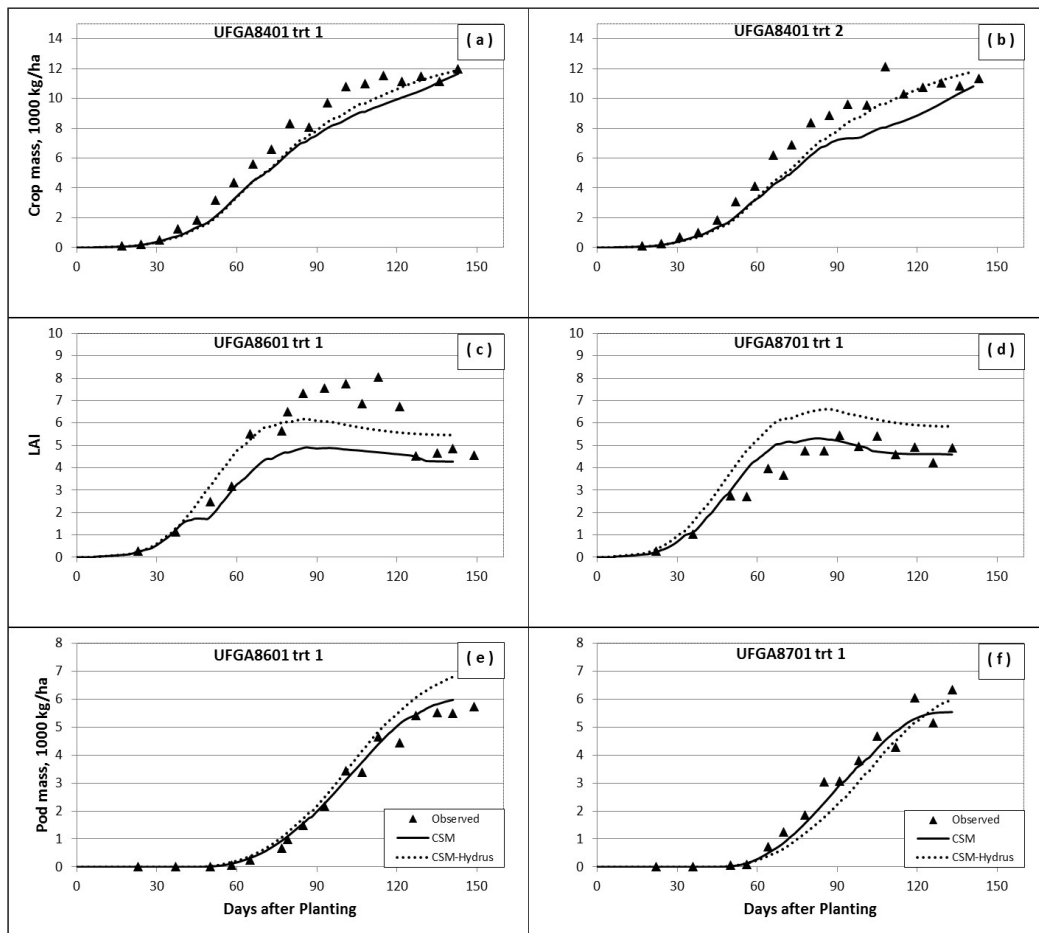 UFGA8401 trt 1
( a )
Crop mass, 1000 kg/ha
14
12
10
8
6
4
2
0
0 30 60 90 120 150
UFGA8401 trt 2
( b )
14
12
10
8
6
4
2
0
0 30 60 90 120 150
UFGA8601 trt 1
( c )
LAI
10
9
8
7
6
5
4
3
2
1
0
0 30 60 90 120 150
UFGA8701 trt 1
( d )
10
9
8
7
6
5
4
3
2
1
0
0 30 60 90 120 150
UFGA8601 trt 1
( e )
Pod mass, 1000 kg/ha
8
7
6
5
4
3
2
1
0
Observed
CSM
CSM-Hydrus
0 30 60 90 120 150
Days after Planting
UFGA8701 trt 1
( f )
8
7
6
5
4
3
2
1
0
Observed
CSM
CSM-Hydrus
0 30 60 90 120 150
Days after Planting